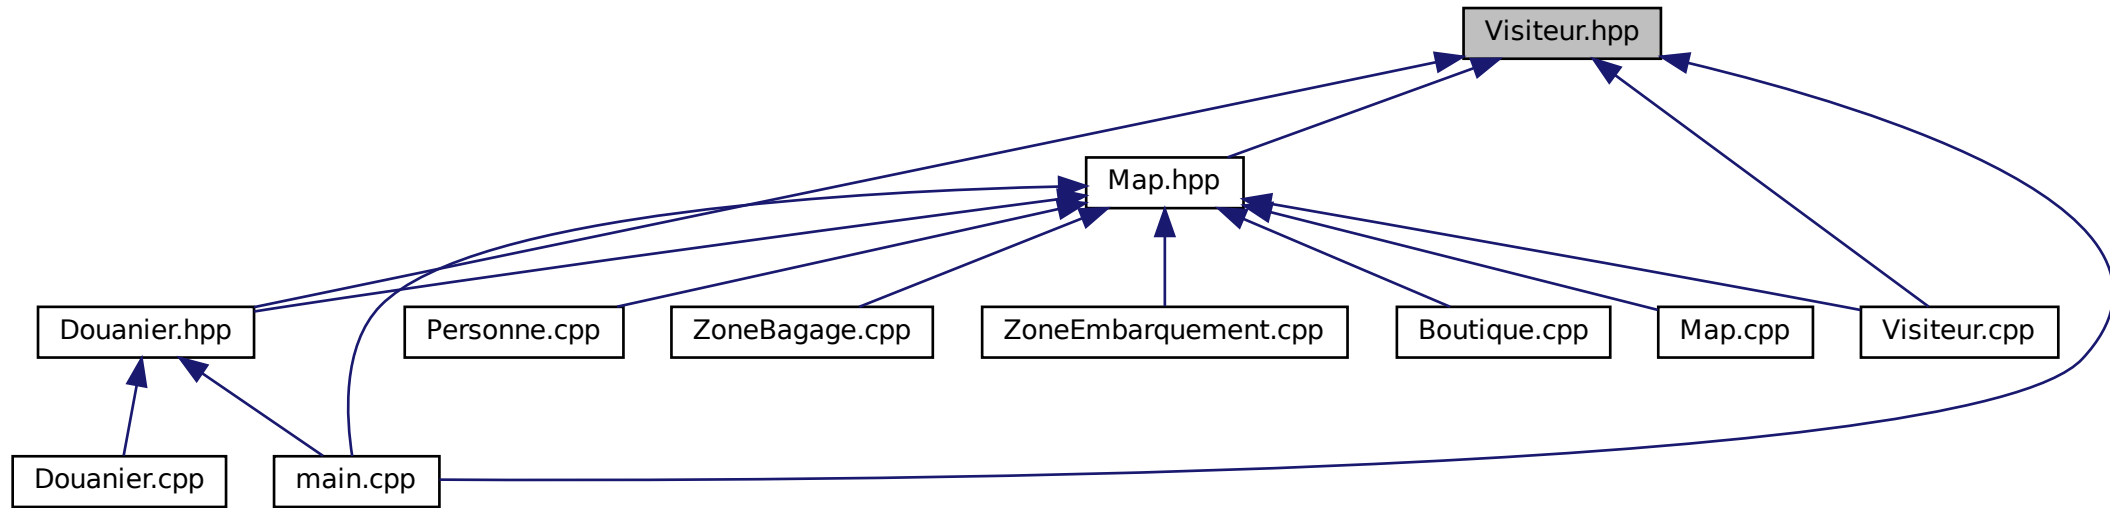 Visiteur.hpp
Map.hpp
Douanier.hpp
Personne.cpp
ZoneBagage.cpp
ZoneEmbarquement.cpp
Boutique.cpp
Map.cpp
Visiteur.cpp
Douanier.cpp
main.cpp